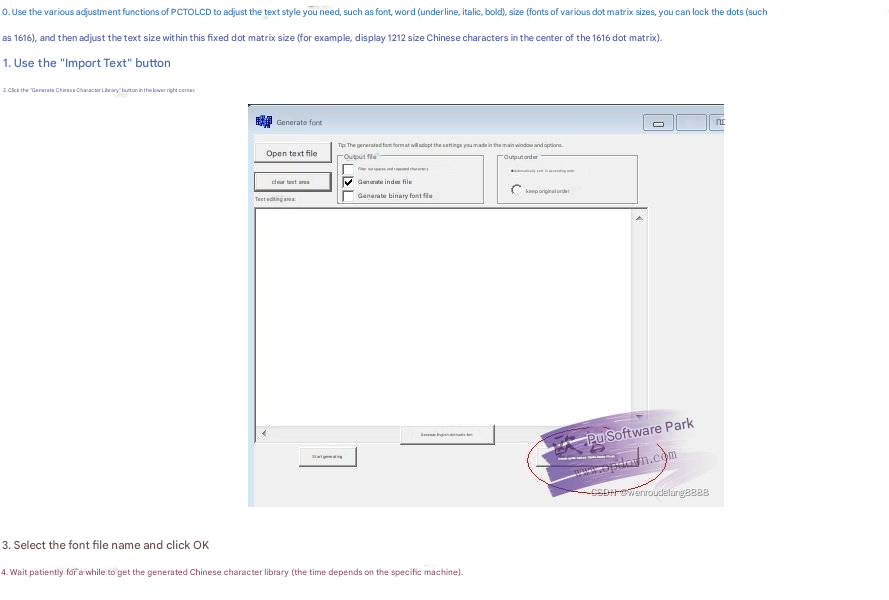 0. Use the various adjustment functions of PCTOLCD to adjust the text style you need, such as font, word (underline, italic, bold), size (fonts of various dot matrix sizes, you can lock the dots (such
as 1616), and then adjust the text size within this fixed dot matrix size (for example, display 1212 size Chinese characters in the center of the 1616 dot matrix).
1. Use the "Import Text" button
2. Click the "Generate Chinese Character Library" button in the lower right corner.
Generate font
Tip: The generated font format will adopt the settings you made in the main window and options.
Open text file
Output file
Output order
Filter out spaces and repeated characters
Automatically sort in ascending order
clear text area
Generate index file
keep original order
Generate binary font file
Text editing area:
Generate English dot matrix font
Pu Software Park
Start generating
www.opdown.com
CSDN @wenroudelang8888
3. Select the font file name and click OK
4. Wait patiently for a while to get the generated Chinese character library (the time depends on the specific machine).